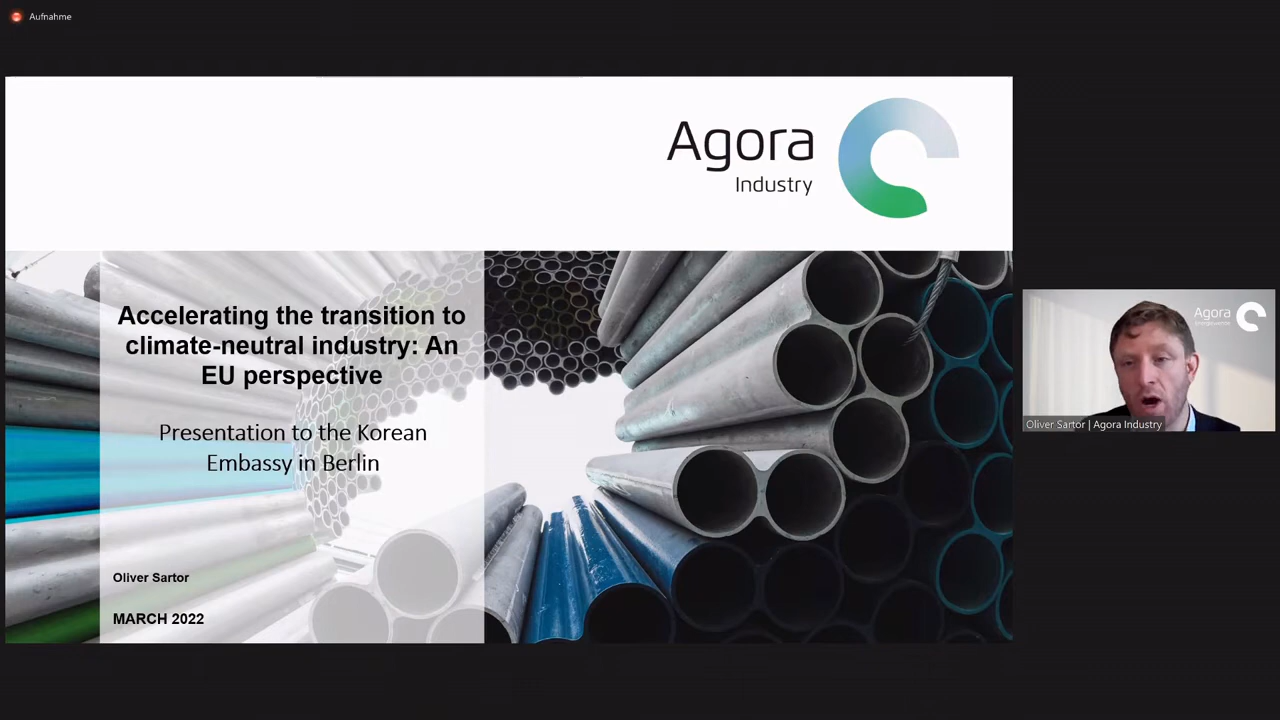 Aufnahme
Agora
Industry
Accelerating the transition to
climate-neutral industry: An
EU perspective
Presentation to the Korean
Embassy in Berlin
Oliver Sartor
MARCH 2022
Agora
Oliver Sartor | Agora Industry